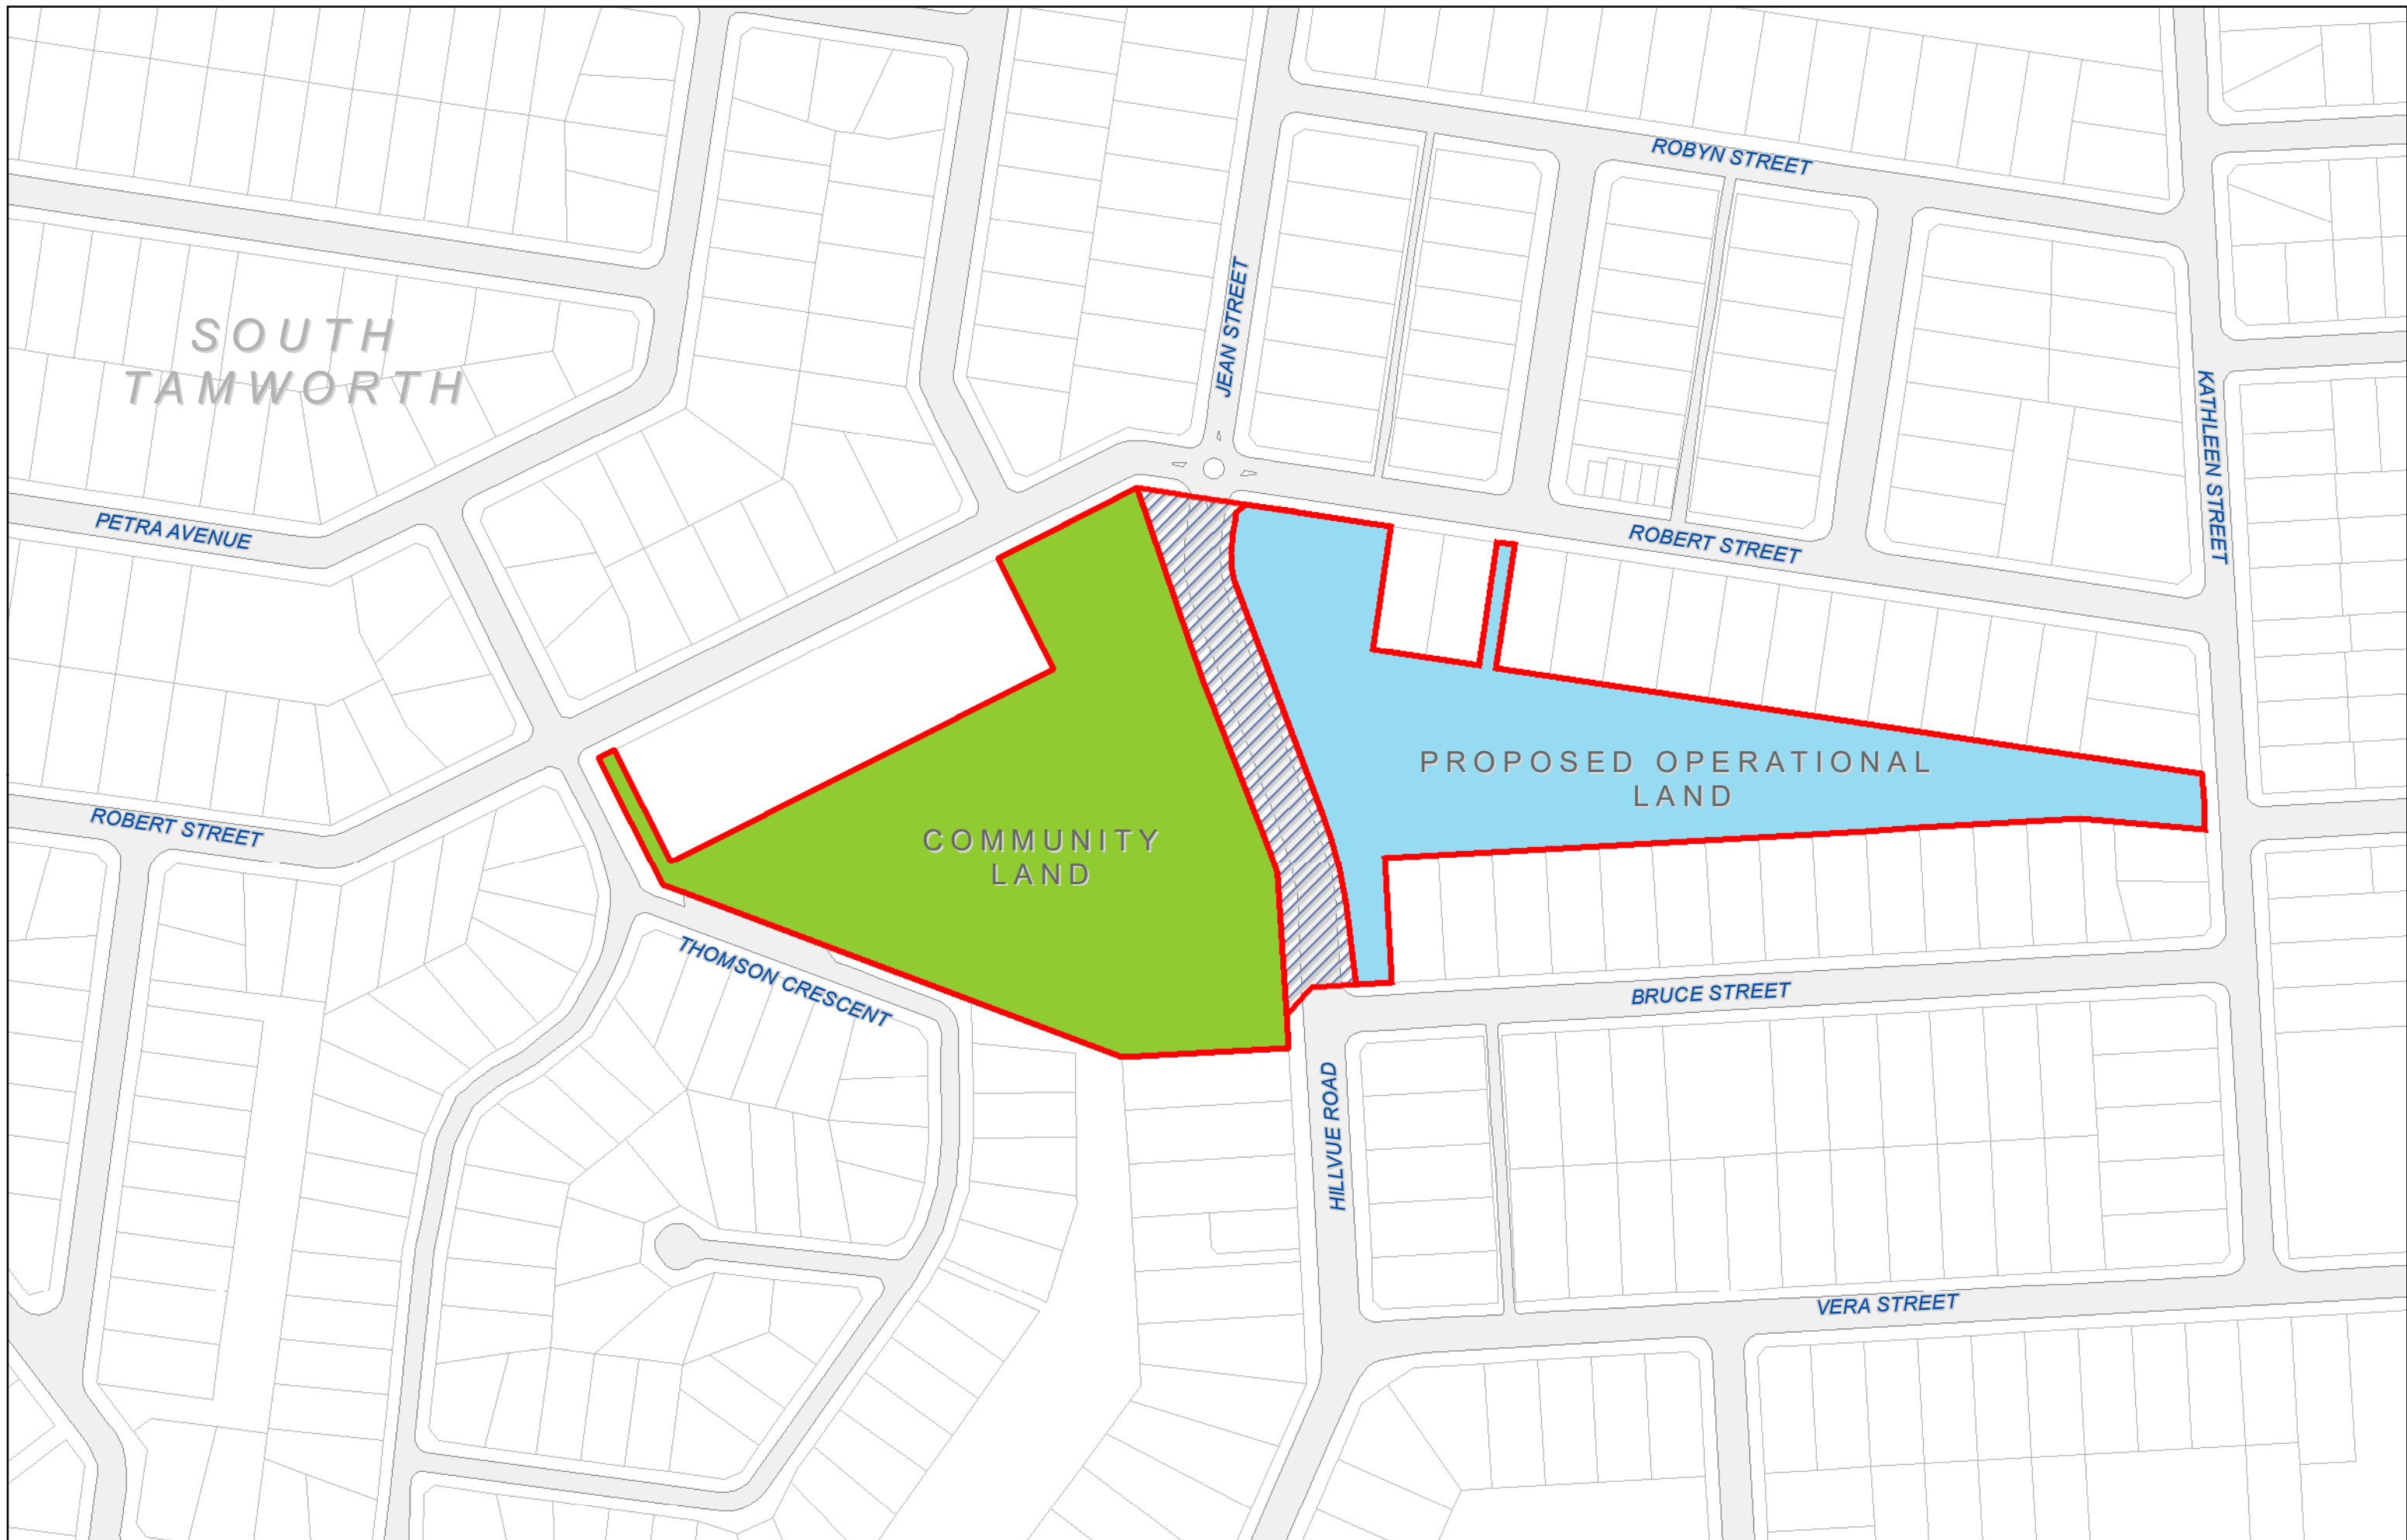 ROBYN STREET
JEAN STREET
SOUTH
TAMWORTH
KATHLEEN STREET
PETRA AVENUE
ROBERT STREET
PROPOSED OPERATIONAL
LAND
ROBERT STREET
COMMUNITY
LAND
THOMSON CRESCENT
BRUCE STREET
HILLVUE ROAD
VERA STREET